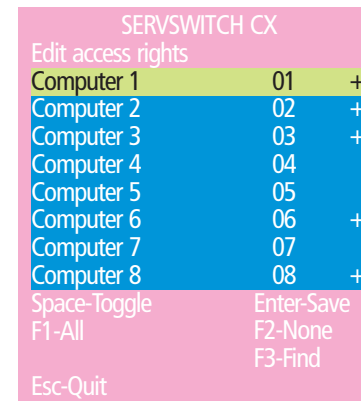 SERVSWITCH CX
Edit access rights
Computer 1 01 +
Computer 2 02 +
Computer 3 03 +
Computer 4 04
Computer 5 05
Computer 6 06 +
Computer 7 07
Computer 8 08 +
Space-Toggle Enter-Save
F1-All F2-None
F3-Find
Esc-Quit